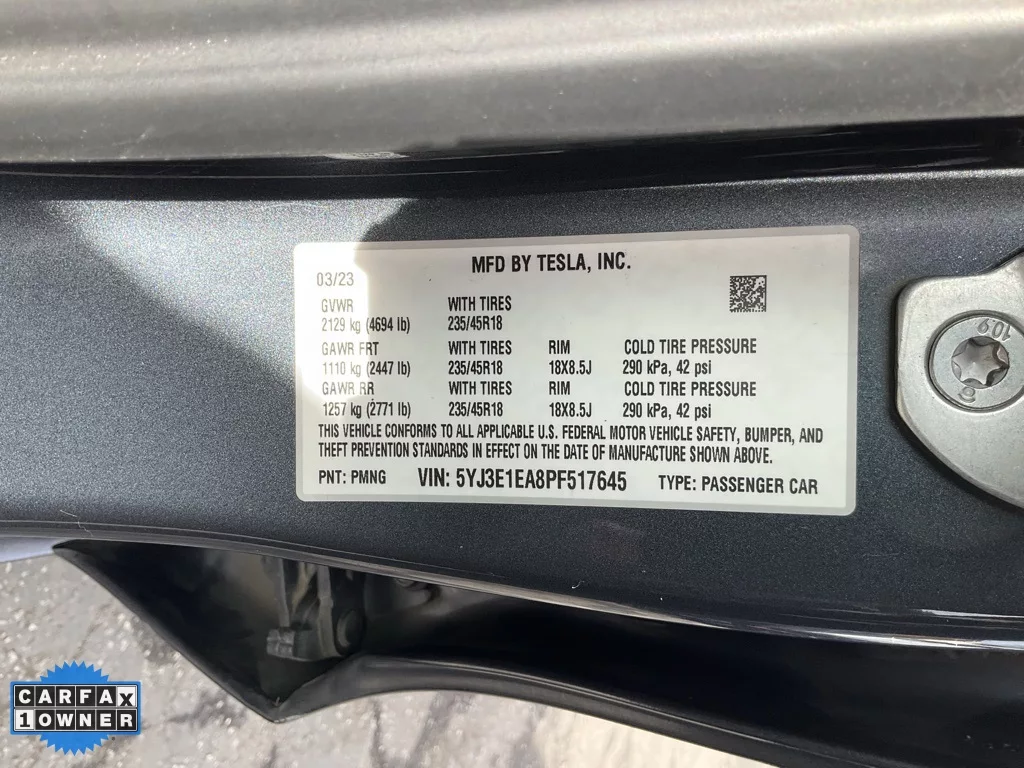 MFD BY TESLA, INC.
03/23
GVWR WITH TIRES
2129 kg (4694 lb) 235/45R18
GAWR FRT WITH TIRES RIM COLD TIRE PRESSURE
1110 kg (2447 lb) 235/45R18 18X8.5J 290 kPa, 42 psi
GAWR RR WITH TIRES RIM COLD TIRE PRESSURE
1257 kg (2771 lb) 235/45R18 18X8.5J 290 kPa, 42 psi
THIS VEHICLE CONFORMS TO ALL APPLICABLE U.S. FEDERAL MOTOR VEHICLE SAFETY, BUMPER, AND
THEFT PREVENTION STANDARDS IN EFFECT ON THE DATE OF MANUFACTURE SHOWN ABOVE.
PNT: PMNG VIN: 5YJ3E1EA8PF517645 TYPE: PASSENGER CAR
10.9
CARFAX
1 OWNER